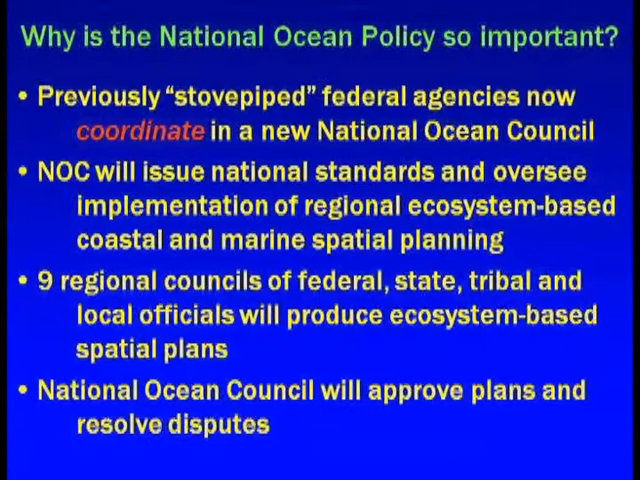 Why is the National Ocean Policy so important?
• Previously “stovepiped” federal agencies now
coordinate in a new National Ocean Council
• NOC will issue national standards and oversee
implementation of regional ecosystem-based
coastal and marine spatial planning
• 9 regional councils of federal, state, tribal and
local officials will produce ecosystem-based
spatial plans
• National Ocean Council will approve plans and
resolve disputes